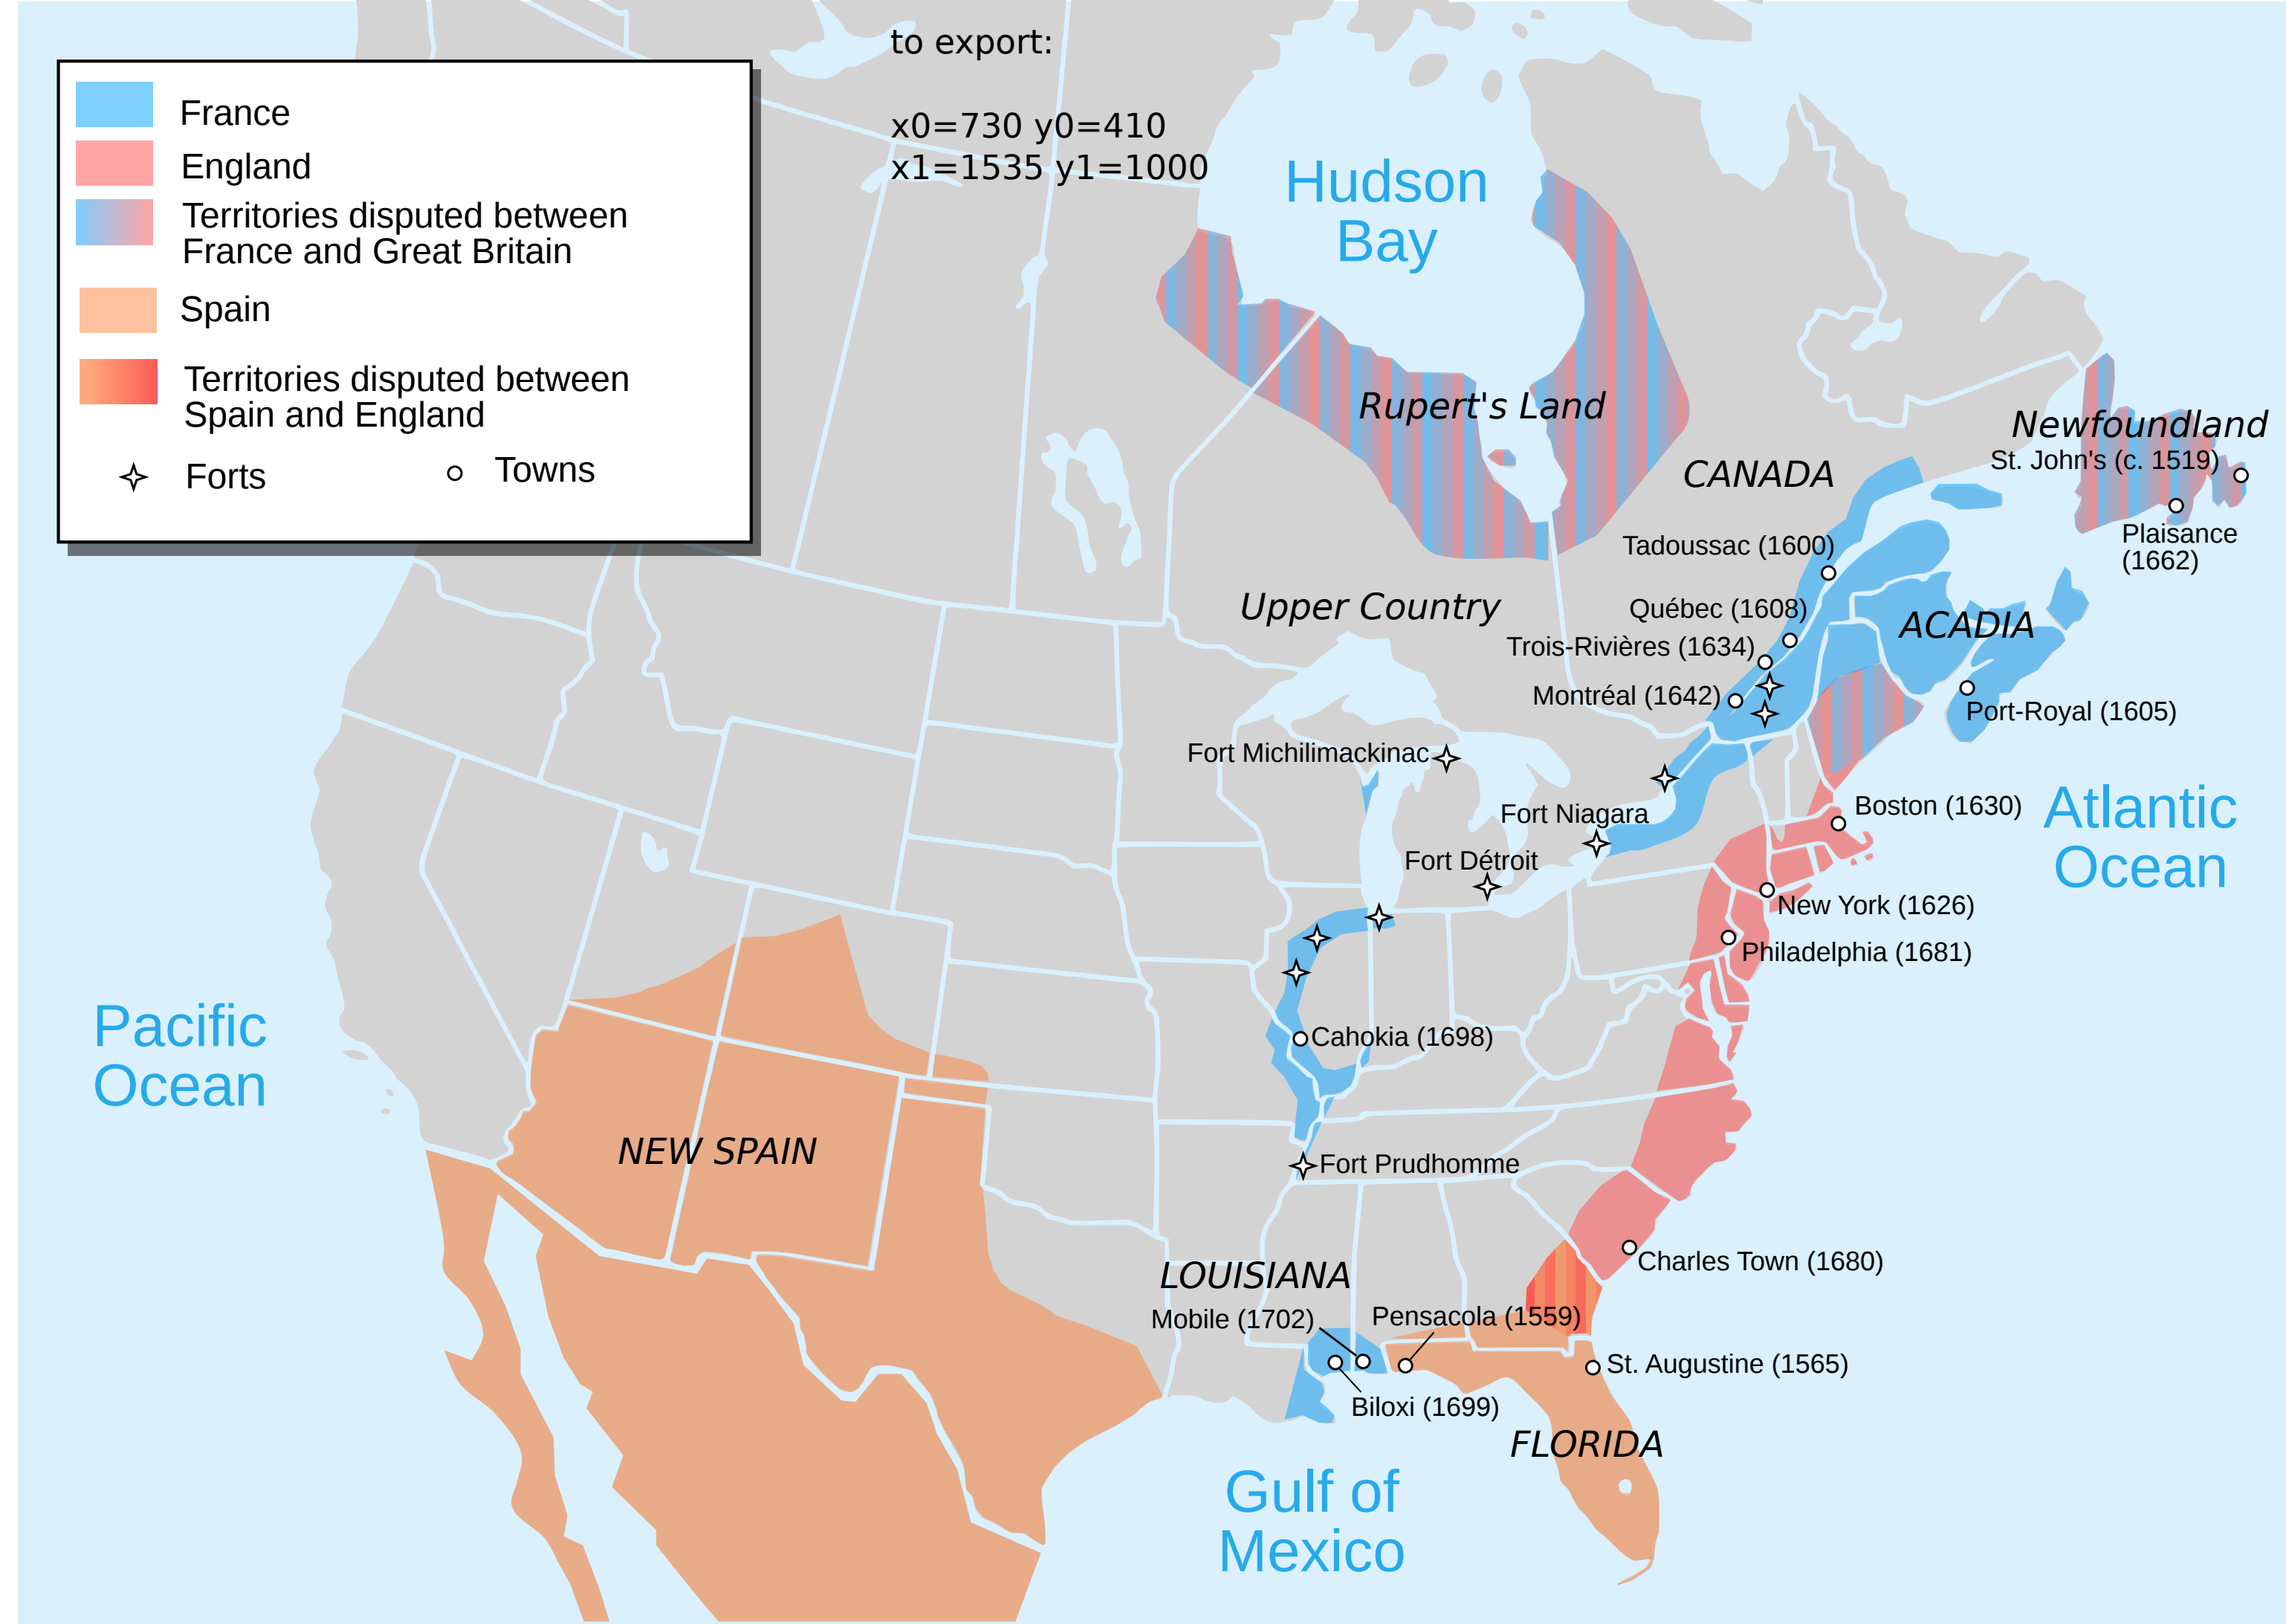 to export:
x0=730 y0=410
x1=1535 y1=1000
France
England
Territories disputed between
France and Great Britain
Spain
Territories disputed between
Spain and England
Forts
Towns
Hudson
Bay
Rupert's Land
Newfoundland
St. John's (c. 1519)
CANADA
Plaisance
(1662)
Tadoussac (1600)
Upper Country
Québec (1608)
ACADIA
Trois-Rivières (1634)
Montréal (1642)
Port-Royal (1605)
Fort Michilimackinac
Boston (1630)
Atlantic
Ocean
Fort Niagara
Fort Détroit
New York (1626)
Philadelphia (1681)
Pacific
Ocean
Cahokia (1698)
NEW SPAIN
Fort Prudhomme
Charles Town (1680)
LOUISIANA
Mobile (1702)
Pensacola (1559)
St. Augustine (1565)
Biloxi (1699)
FLORIDA
Gulf of
Mexico